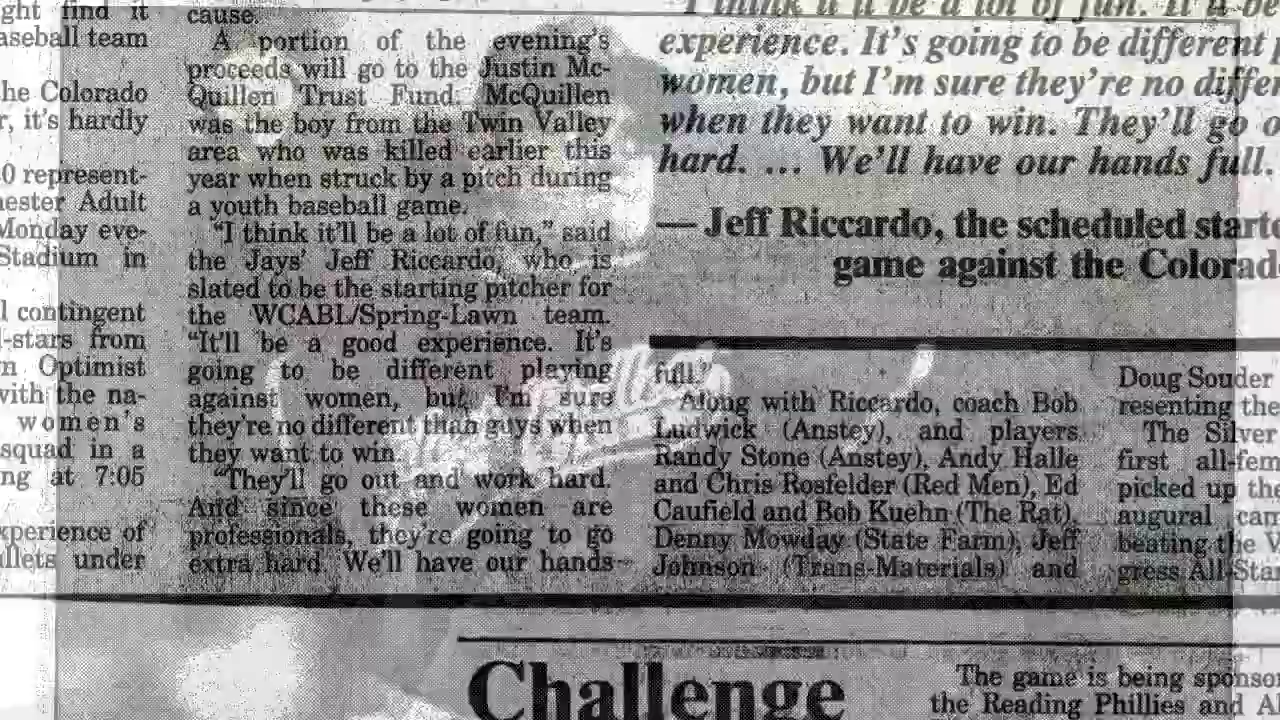 ght find it
aseball team
he Colorado
r, it's hardly
0 represent-
hester Adult
Monday eve-
Stadium in
l contingent
l-stars from
n Optimist
with the na-
women's
squad in a
ng at 7:05
xperience of
llets under
cause.
A portion of the evening's
proceeds will go to the Justin Mc-
Quillen Trust Fund. McQuillen
was the boy from the Twin Valley
area who was killed earlier this
year when struck by a pitch during
a youth baseball game.
"I think it'll be a lot of fun," said
the Jays' Jeff Riccardo, who is
slated to be the starting pitcher for
the WCABL/Spring-Lawn team.
"It'll be a good experience. It's
going to be different playing
against women, but I'm sure
they're no different than guys when
they want to win.
"They'll go out and work hard.
And since these women are
professionals, they're going to go
extra hard. We'll have our hands
"I think it'll be a lot of fun. It'll be
experience. It's going to be different p
women, but I'm sure they're no differ
when they want to win. They'll go o
hard. ... We'll have our hands full.
— Jeff Riccardo, the scheduled starte
game against the Colorad
full."
Along with Riccardo, coach Bob
Ludwick (Anstey), and players
Randy Stone (Anstey), Andy Halle
and Chris Rosfelder (Red Men), Ed
Caufield and Bob Kuehn (The Rat),
Denny Mowday (State Farm), Jeff
Johnson (Trans-Materials) and
Doug Souder
resenting the
The Silver
first all-fem
picked up the
augural cam
beating the V
gress All-Star
Challenge
The game is being sponsor
the Reading Phillies and A